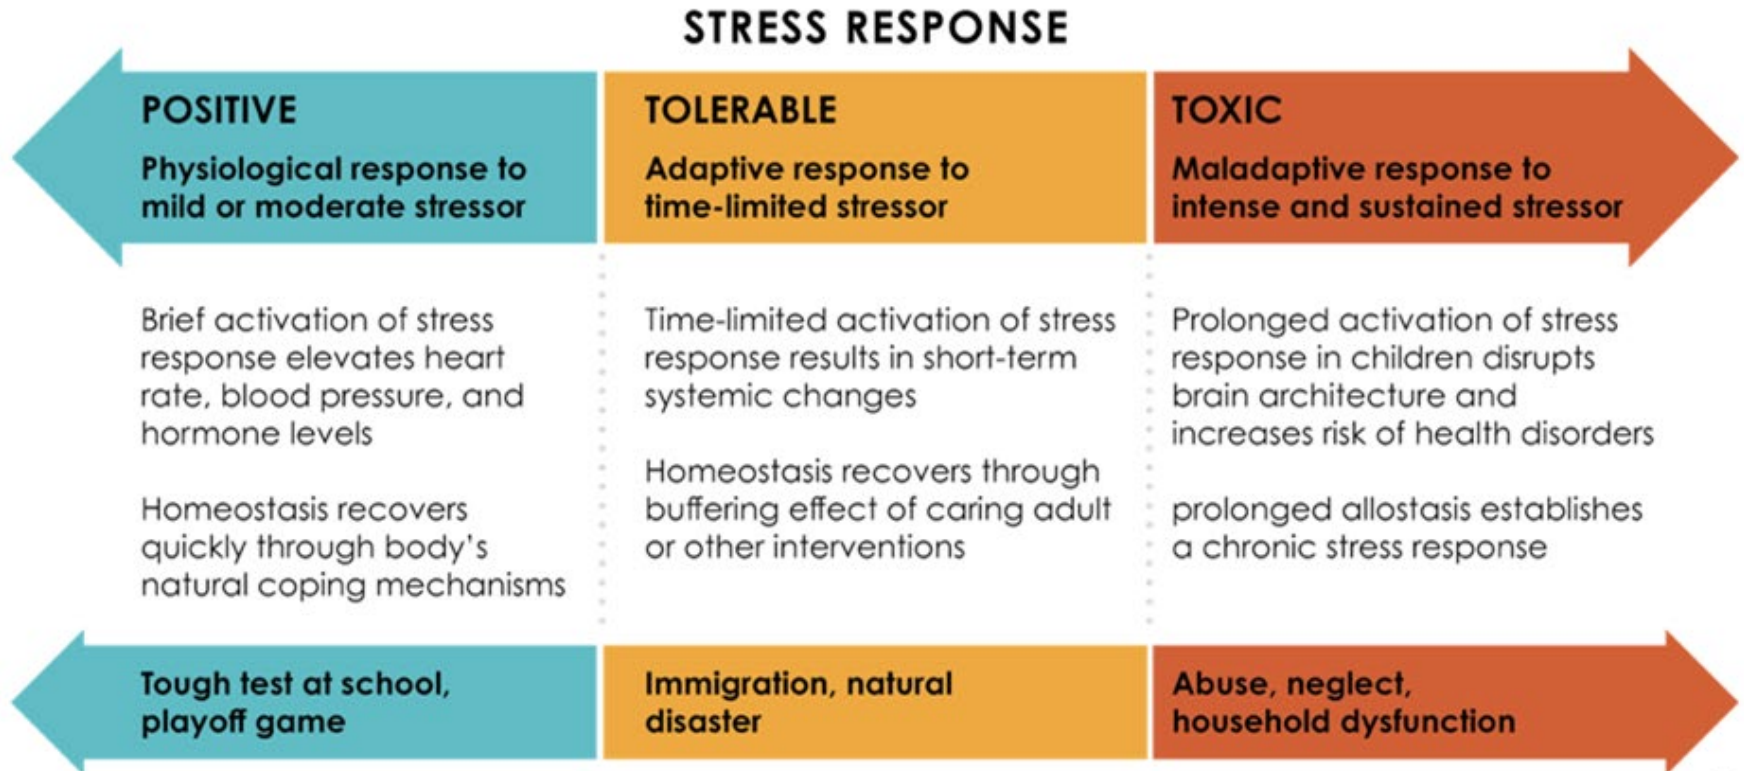 STRESS RESPONSE
POSITIVE
Physiological response to
mild or moderate stressor
Brief activation of stress
response elevates heart
rate, blood pressure, and
hormone levels
Homeostasis recovers
quickly through body's
natural coping mechanisms
Tough test at school,
playoff game
TOLERABLE
Adaptive response to
time-limited stressor
Time-limited activation of stress
response results in short-term
systemic changes
Homeostasis recovers through
buffering effect of caring adult
or other interventions
Immigration, natural
disaster
TOXIC
Maladaptive response to
intense and sustained stressor
Prolonged activation of stress
response in children disrupts
brain architecture and
increases risk of health disorders
prolonged allostasis establishes
a chronic stress response
Abuse, neglect,
household dysfunction